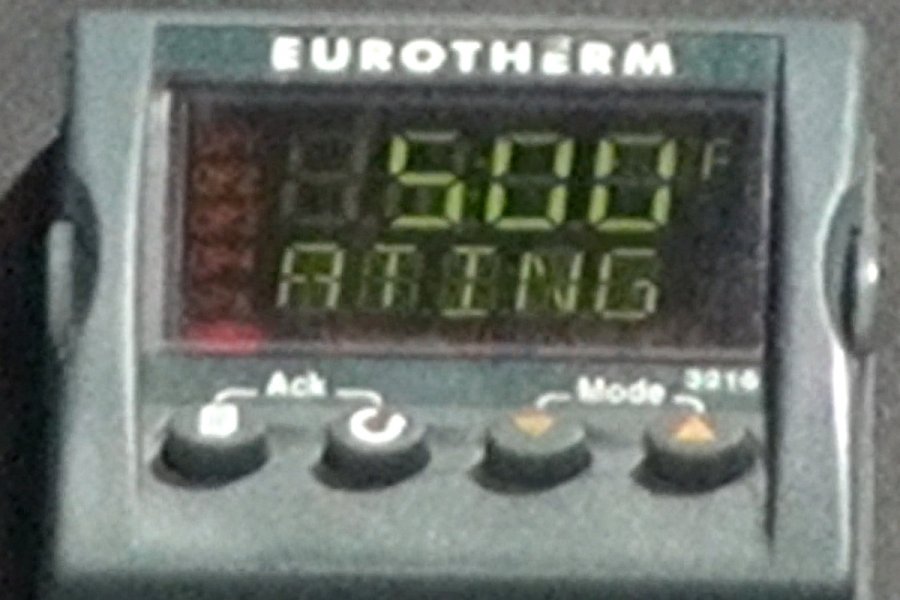 EUROTHERM
500 F
ATING
Ack Mode 3216